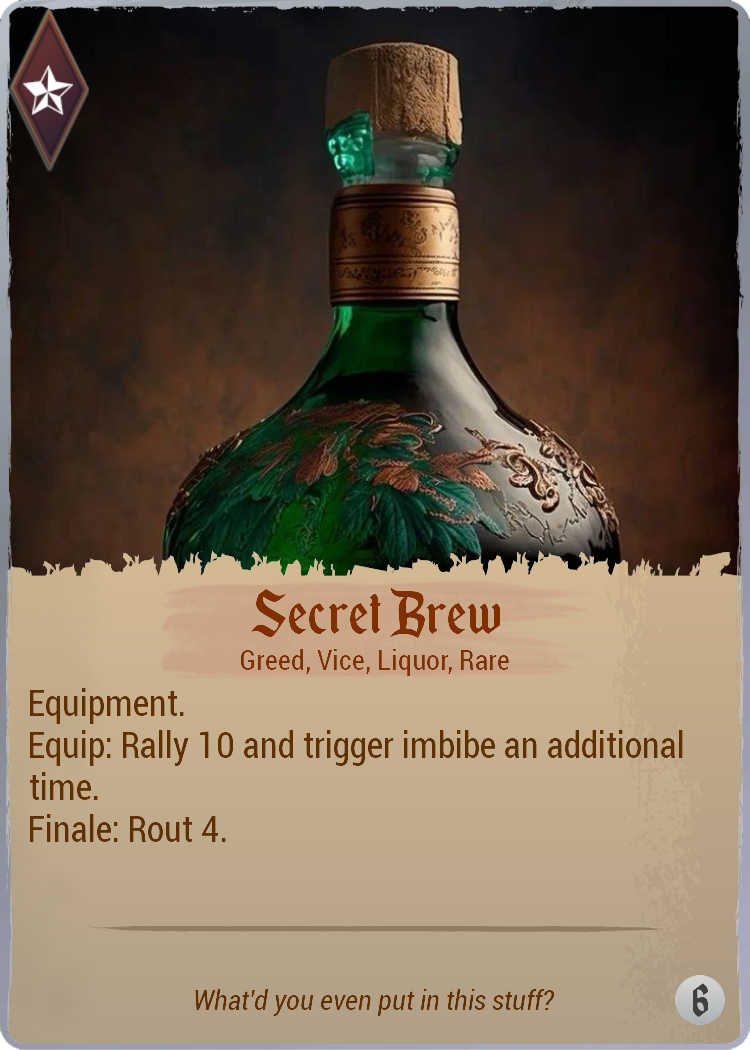 Secret Brew
Greed, Vice, Liquor, Rare
Equipment.
Equip: Rally 10 and trigger imbibe an additional
time.
Finale: Rout 4.
What'd you even put in this stuff?
6